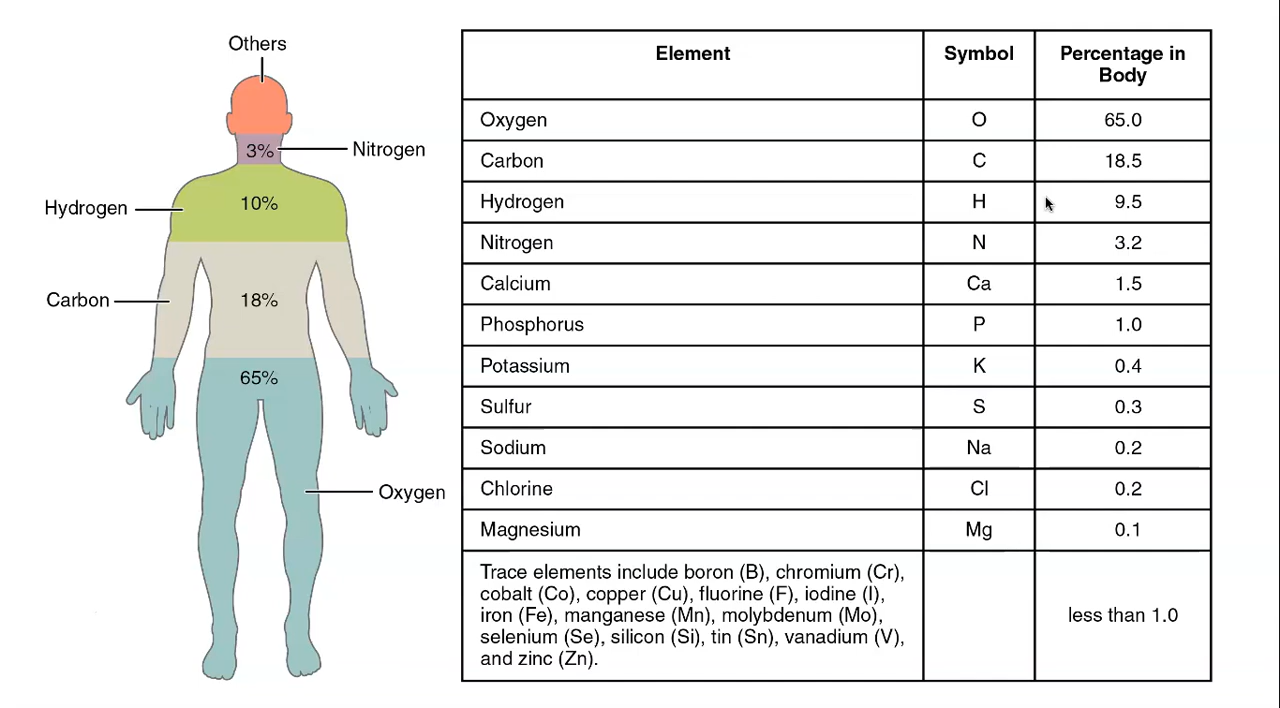 Others
3%
Nitrogen
Hydrogen
10%
Carbon
18%
65%
Oxygen
Element Symbol Percentage in
Body
Oxygen O 65.0
Carbon C 18.5
Hydrogen H 9.5
Nitrogen N 3.2
Calcium Ca 1.5
Phosphorus P 1.0
Potassium K 0.4
Sulfur S 0.3
Sodium Na 0.2
Chlorine Cl 0.2
Magnesium Mg 0.1
Trace elements include boron (B), chromium (Cr),
cobalt (Co), copper (Cu), fluorine (F), iodine (I),
iron (Fe), manganese (Mn), molybdenum (Mo),
selenium (Se), silicon (Si), tin (Sn), vanadium (V),
and zinc (Zn).
less than 1.0